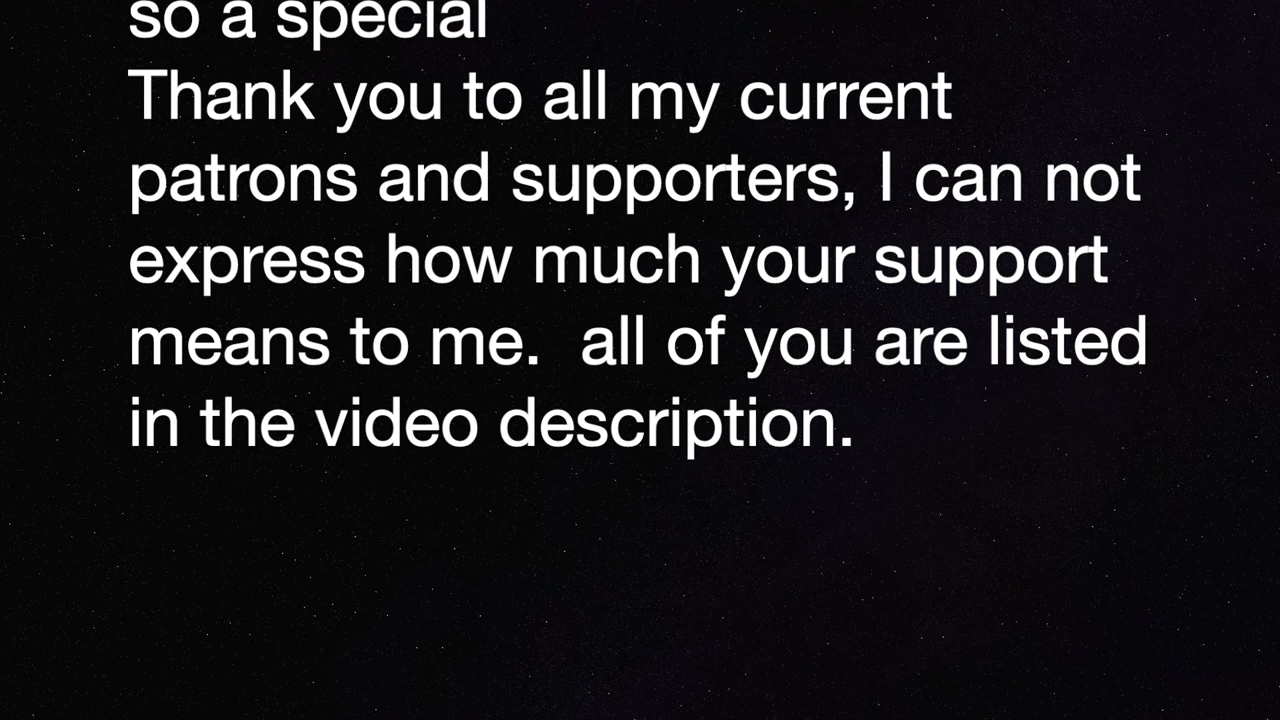 so a special
Thank you to all my current
patrons and supporters, I can not
express how much your support
means to me.  all of you are listed
in the video description.